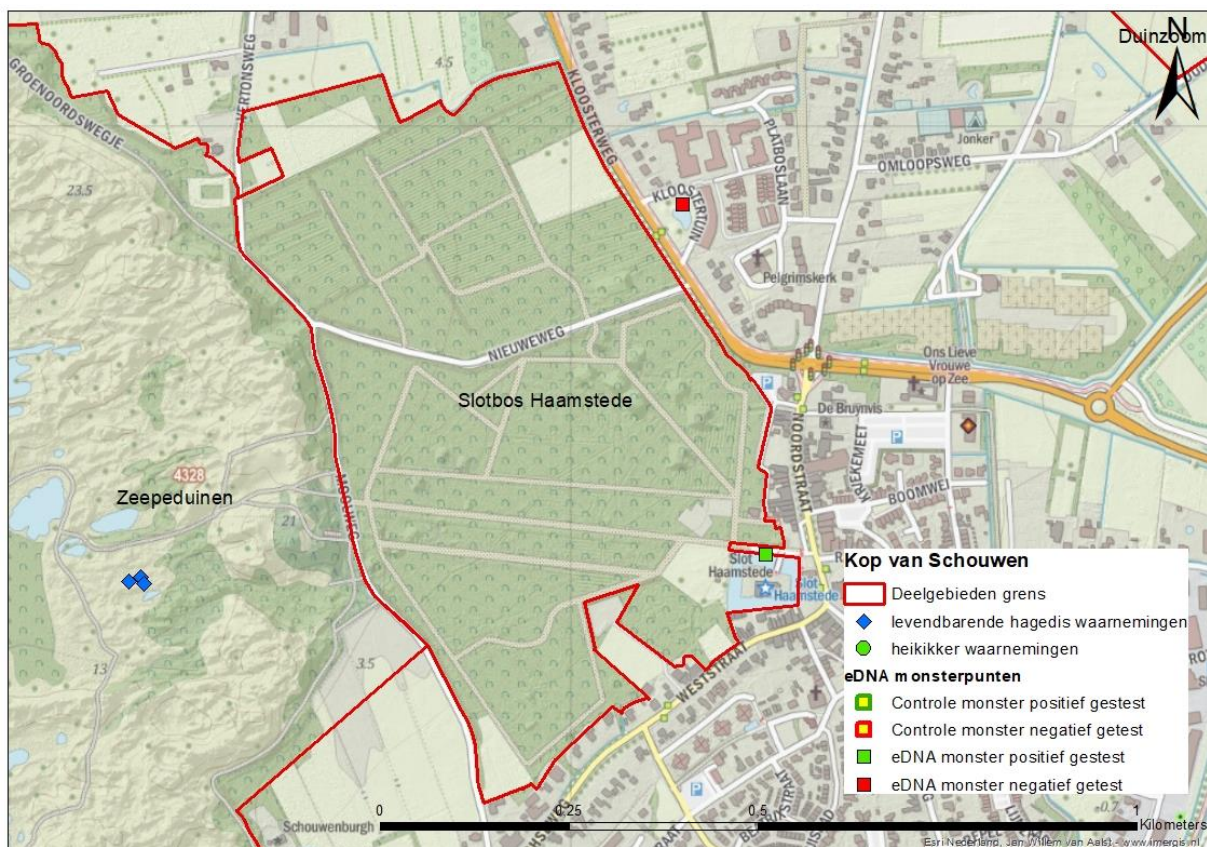 N
Duinzoom
GROENOORDSWEGJE
4.5
KLOOSTERWEG
PLATBOSLAAN
Jonker
OMLOOPSWEG
23.5
KLOOSTERTUIN
Pelgrimskerk
NIEUWEWEG
Ons Lieve
Vrouwe
op Zee
Slotbos Haamstede
De Bruynvis
NOORDSTRAAT
KRIEKEMEET
BOOMWEI
4328
Zeepeduinen
21
MOOLWEG
Slot
Haamstede
Slot
Haamstede
13
3.5
WESTSTRAAT
Schouwenburgh
Kop van Schouwen
Deelgebieden grens
levendbarende hagedis waarnemingen
heikikker waarnemingen
eDNA monsterpunten
Controle monster positief gestest
Controle monster negatief getest
eDNA monster positief gestest
eDNA monster negatief getest
-0.7
0 0.25 0.5 1
Kilometers
Esri Nederland, Jan Willem van Aalst - www.imergis.nl